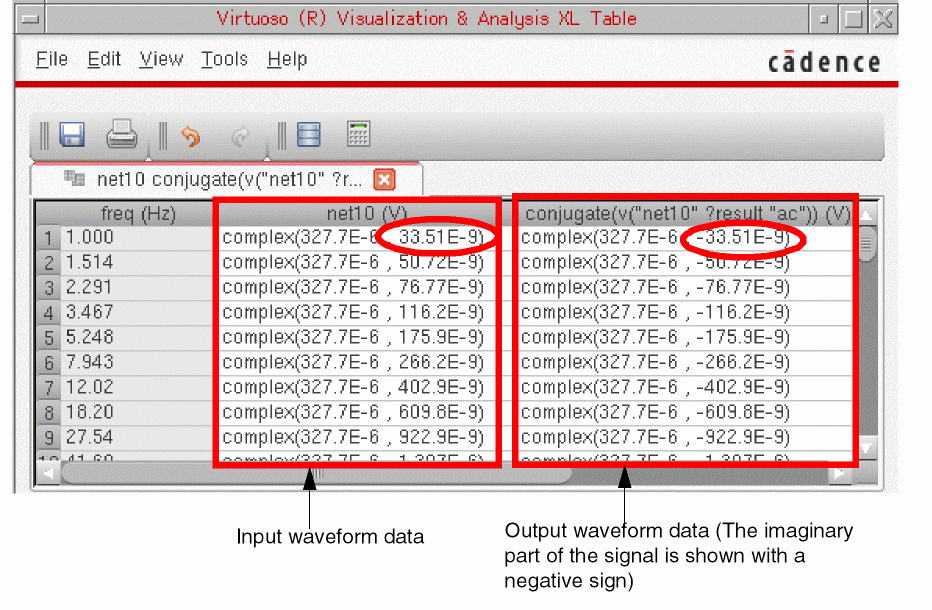 Virtuoso (R) Visualization & Analysis XL Table
File Edit View Tools Help
cādence
net10 conjugate(v("net10" ?r...
freq (Hz) net10 (V) conjugate(v("net10" ?result "ac")) (V)
1 1.000 complex(327.7E-6 , 33.51E-9) complex(327.7E-6 , -33.51E-9)
2 1.514 complex(327.7E-6 , 50.72E-9) complex(327.7E-6 , -50.72E-9)
3 2.291 complex(327.7E-6 , 76.77E-9) complex(327.7E-6 , -76.77E-9)
4 3.467 complex(327.7E-6 , 116.2E-9) complex(327.7E-6 , -116.2E-9)
5 5.248 complex(327.7E-6 , 175.9E-9) complex(327.7E-6 , -175.9E-9)
6 7.943 complex(327.7E-6 , 266.2E-9) complex(327.7E-6 , -266.2E-9)
7 12.02 complex(327.7E-6 , 402.9E-9) complex(327.7E-6 , -402.9E-9)
8 18.20 complex(327.7E-6 , 609.8E-9) complex(327.7E-6 , -609.8E-9)
9 27.54 complex(327.7E-6 , 922.9E-9) complex(327.7E-6 , -922.9E-9)
Input waveform data
Output waveform data (The imaginary
part of the signal is shown with a
negative sign)